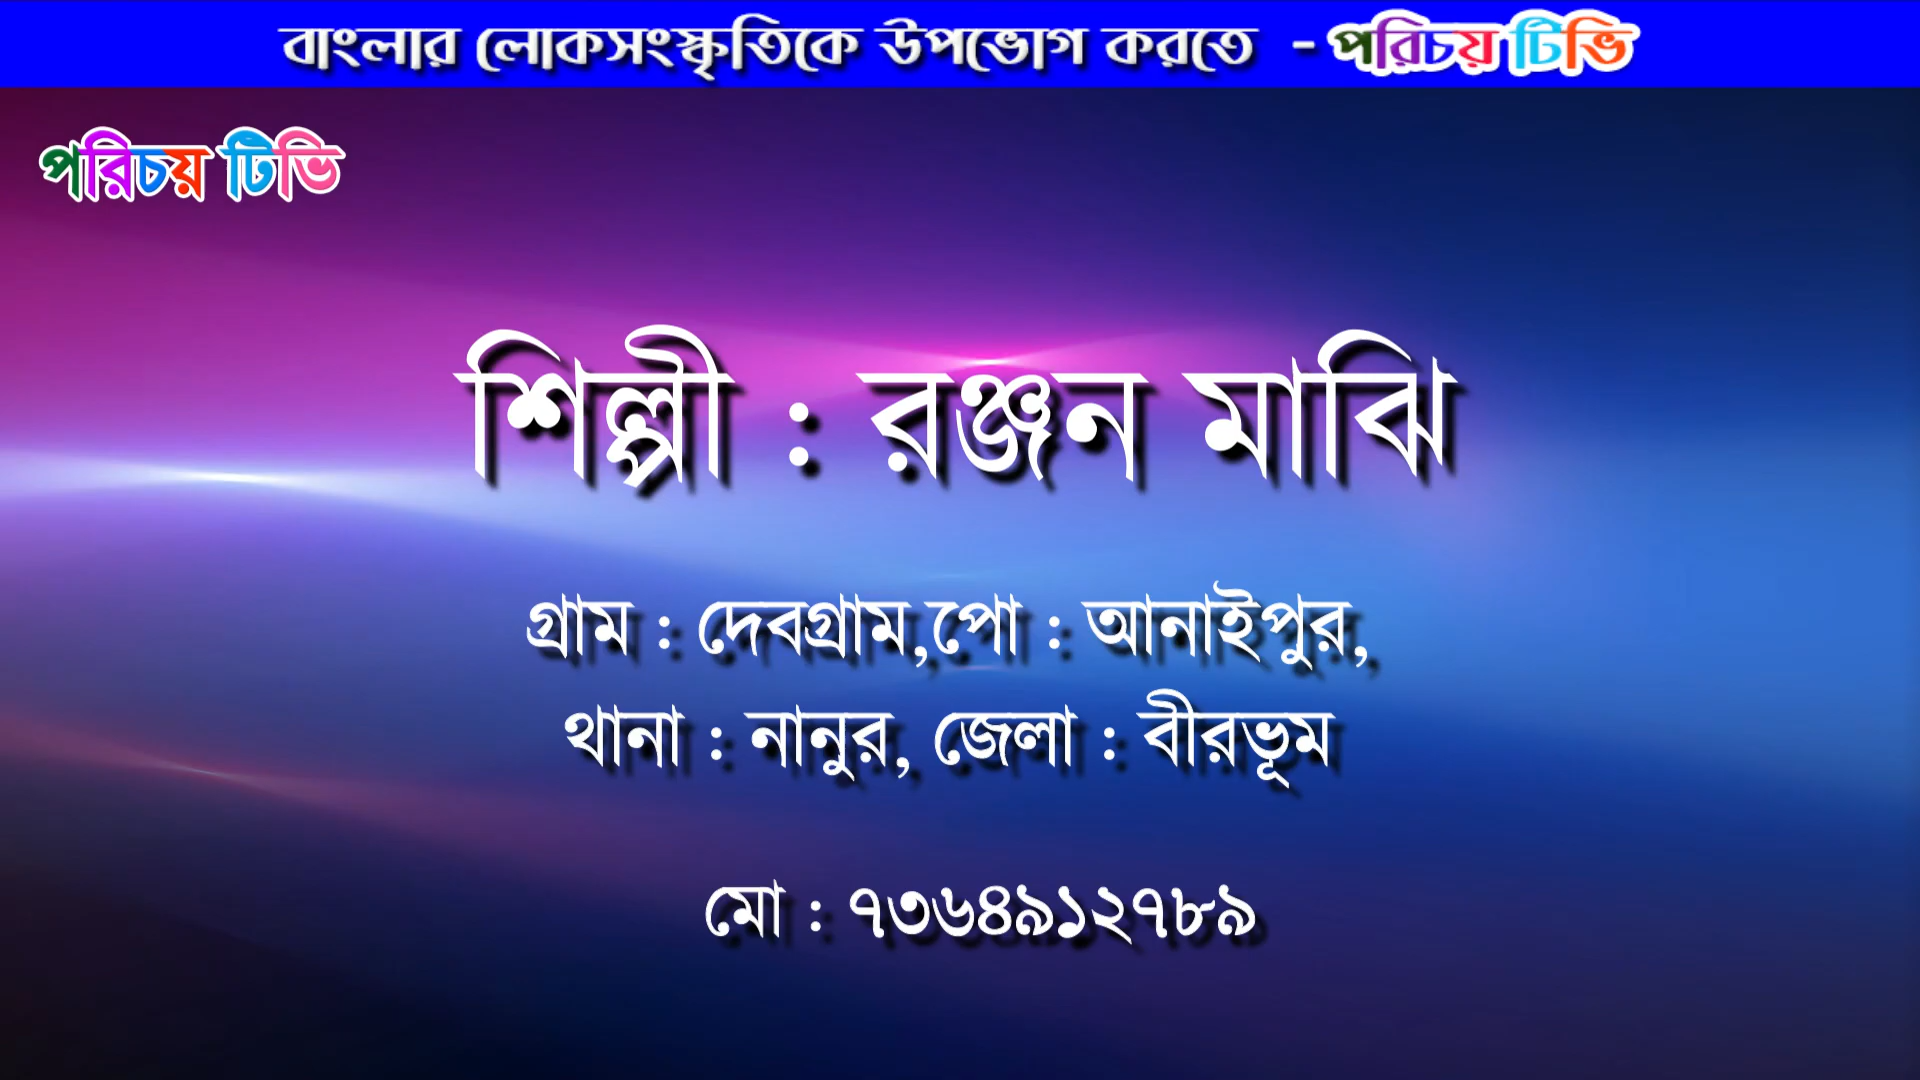 বাংলার লোকসংস্কৃতিকে উপভোগ করতে - পরিচয় টিভি
পরিচয় টিভি
শিল্পী : রঞ্জন মাঝি
গ্রাম : দেবগ্রাম,পো : আনাইপুর,
থানা : নানুর, জেলা : বীরভূম
মো : ৭৩৬৪৯১২৭৮৯